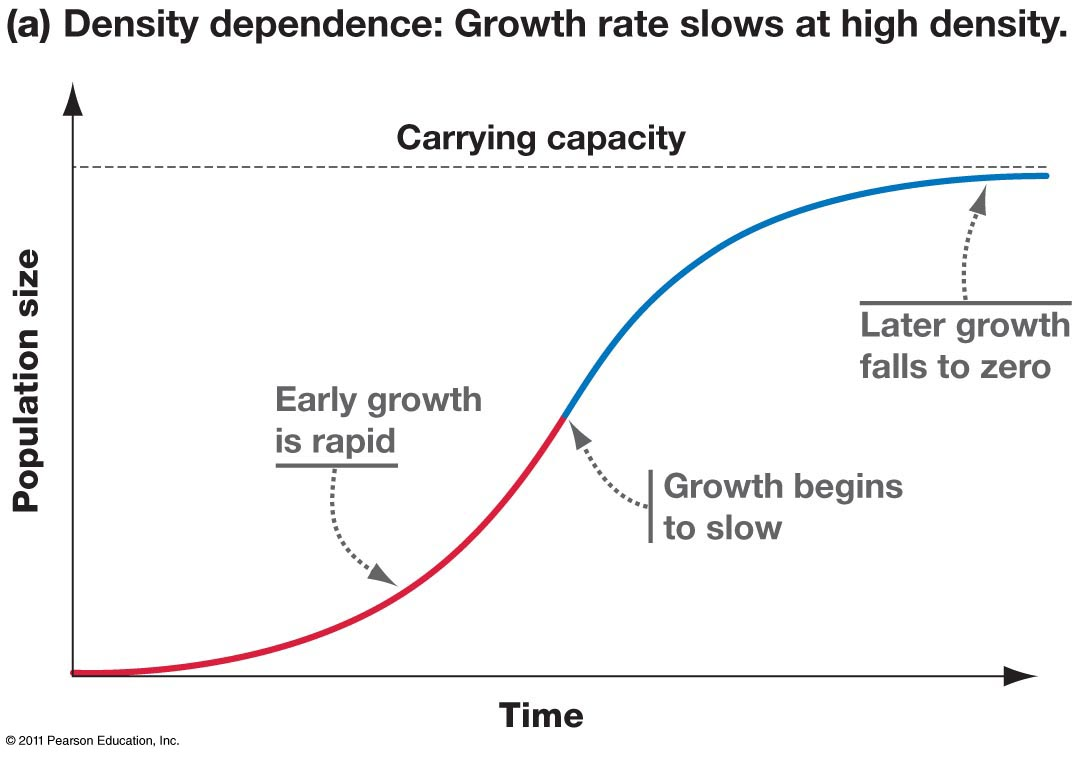 (a) Density dependence: Growth rate slows at high density.
Carrying capacity
Population size
Early growth
is rapid
Growth begins
to slow
Later growth
falls to zero
Time
© 2011 Pearson Education, Inc.